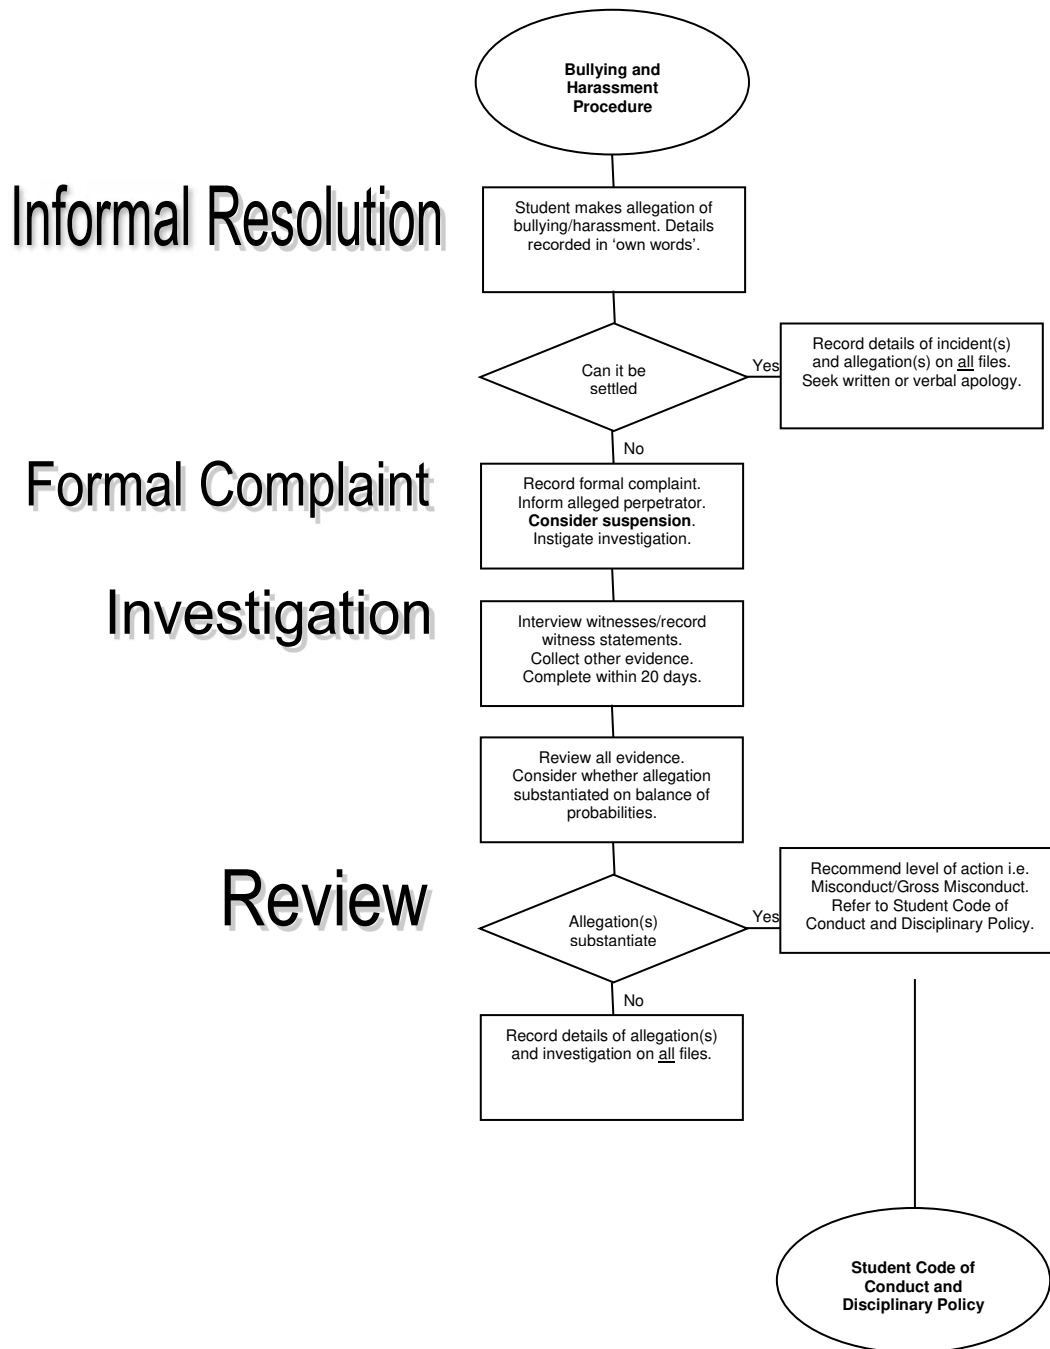 Bullying and
Harassment
Procedure
Informal Resolution
Student makes allegation of
bullying/harassment. Details
recorded in ‘own words’.
Can it be
settled
Yes
Record details of incident(s)
and allegation(s) on all files.
Seek written or verbal apology.
No
Formal Complaint
Record formal complaint.
Inform alleged perpetrator.
Consider suspension.
Instigate investigation.
Investigation
Interview witnesses/record
witness statements.
Collect other evidence.
Complete within 20 days.
Review all evidence.
Consider whether allegation
substantiated on balance of
probabilities.
Review
Allegation(s)
substantiate
Yes
Recommend level of action i.e.
Misconduct/Gross Misconduct.
Refer to Student Code of
Conduct and Disciplinary Policy.
No
Record details of allegation(s)
and investigation on all files.
Student Code of
Conduct and
Disciplinary Policy